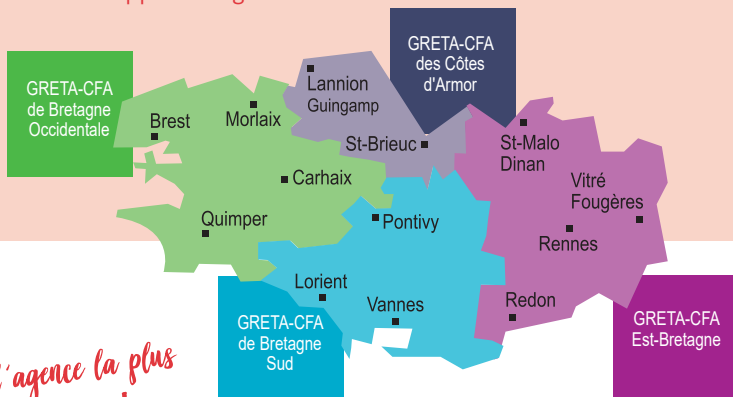 GRETA-CFA
des Côtes
d'Armor
GRETA-CFA
de Bretagne
Occidentale
Lannion
Guingamp
Brest
Morlaix
St-Brieuc
St-Malo
Dinan
Carhaix
Vitré
Fougères
Quimper
Pontivy
Rennes
Lorient
Vannes
Redon
GRETA-CFA
de Bretagne
Sud
GRETA-CFA
Est-Bretagne
'agence la plus